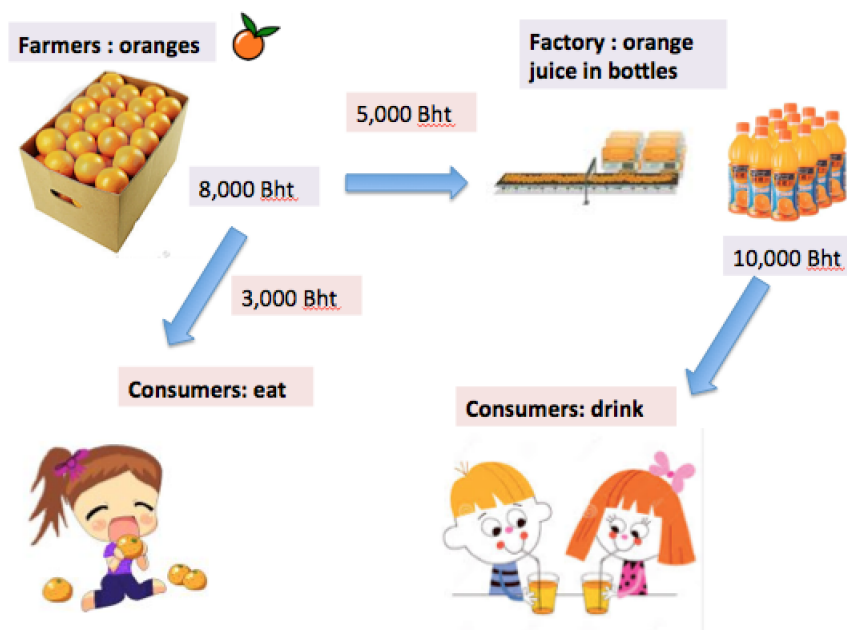 Farmers : oranges
Factory : orange
juice in bottles
5,000 Bht
8,000 Bht
10,000 Bht
3,000 Bht
Consumers: eat
Consumers: drink